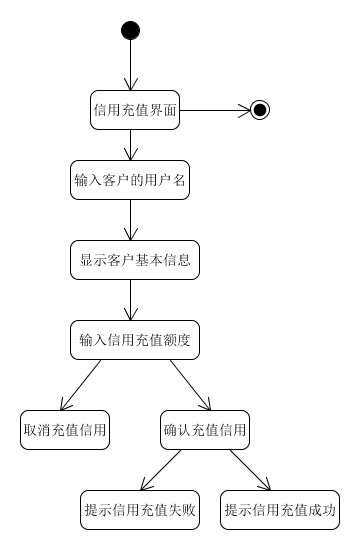 信用充值界面
输入客户的用户名
显示客户基本信息
输入信用充值额度
取消充值信用
确认充值信用
提示信用充值失败
提示信用充值成功